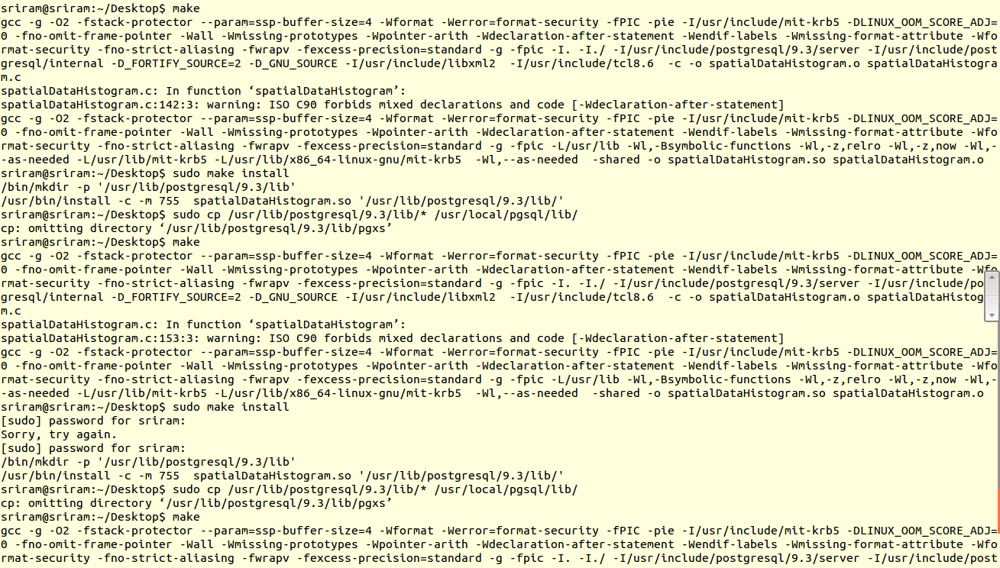 sriram@sriram:~/Desktop$ make
gcc -g -O2 -fstack-protector --param=ssp-buffer-size=4 -Wformat -Werror=format-security -fPIC -pie -I/usr/include/mit-krb5 -DLINUX_OOM_SCORE_ADJ=
0 -fno-omit-frame-pointer -Wall -Wmissing-prototypes -Wpointer-arith -Wdeclaration-after-statement -Wendif-labels -Wmissing-format-attribute -Wfo
rmat-security -fno-strict-aliasing -fwrapv -fexcess-precision=standard -g -fpic -I. -I./ -I/usr/include/postgresql/9.3/server -I/usr/include/post
gresql/internal -D_FORTIFY_SOURCE=2 -D_GNU_SOURCE -I/usr/include/libxml2  -I/usr/include/tcl8.6  -c -o spatialDataHistogram.o spatialDataHistogra
m.c
spatialDataHistogram.c: In function ‘spatialDataHistogram’:
spatialDataHistogram.c:142:3: warning: ISO C90 forbids mixed declarations and code [-Wdeclaration-after-statement]
gcc -g -O2 -fstack-protector --param=ssp-buffer-size=4 -Wformat -Werror=format-security -fPIC -pie -I/usr/include/mit-krb5 -DLINUX_OOM_SCORE_ADJ=
0 -fno-omit-frame-pointer -Wall -Wmissing-prototypes -Wpointer-arith -Wdeclaration-after-statement -Wendif-labels -Wmissing-format-attribute -Wfo
rmat-security -fno-strict-aliasing -fwrapv -fexcess-precision=standard -g -fpic -L/usr/lib -Wl,-Bsymbolic-functions -Wl,-z,relro -Wl,-z,now -Wl,-
-as-needed -L/usr/lib/mit-krb5 -L/usr/lib/x86_64-linux-gnu/mit-krb5  -Wl,--as-needed  -shared -o spatialDataHistogram.so spatialDataHistogram.o
sriram@sriram:~/Desktop$ sudo make install
/bin/mkdir -p '/usr/lib/postgresql/9.3/lib'
/usr/bin/install -c -m 755  spatialDataHistogram.so '/usr/lib/postgresql/9.3/lib/'
sriram@sriram:~/Desktop$ sudo cp /usr/lib/postgresql/9.3/lib/* /usr/local/pgsql/lib/
cp: omitting directory ‘/usr/lib/postgresql/9.3/lib/pgxs’
sriram@sriram:~/Desktop$ make
gcc -g -O2 -fstack-protector --param=ssp-buffer-size=4 -Wformat -Werror=format-security -fPIC -pie -I/usr/include/mit-krb5 -DLINUX_OOM_SCORE_ADJ=
0 -fno-omit-frame-pointer -Wall -Wmissing-prototypes -Wpointer-arith -Wdeclaration-after-statement -Wendif-labels -Wmissing-format-attribute -Wfo
rmat-security -fno-strict-aliasing -fwrapv -fexcess-precision=standard -g -fpic -I. -I./ -I/usr/include/postgresql/9.3/server -I/usr/include/po
gresql/internal -D_FORTIFY_SOURCE=2 -D_GNU_SOURCE -I/usr/include/libxml2  -I/usr/include/tcl8.6  -c -o spatialDataHistogram.o spatialDataHistog
m.c
spatialDataHistogram.c: In function ‘spatialDataHistogram’:
spatialDataHistogram.c:153:3: warning: ISO C90 forbids mixed declarations and code [-Wdeclaration-after-statement]
gcc -g -O2 -fstack-protector --param=ssp-buffer-size=4 -Wformat -Werror=format-security -fPIC -pie -I/usr/include/mit-krb5 -DLINUX_OOM_SCORE_ADJ=
0 -fno-omit-frame-pointer -Wall -Wmissing-prototypes -Wpointer-arith -Wdeclaration-after-statement -Wendif-labels -Wmissing-format-attribute -Wfo
rmat-security -fno-strict-aliasing -fwrapv -fexcess-precision=standard -g -fpic -L/usr/lib -Wl,-Bsymbolic-functions -Wl,-z,relro -Wl,-z,now -Wl,-
-as-needed -L/usr/lib/mit-krb5 -L/usr/lib/x86_64-linux-gnu/mit-krb5  -Wl,--as-needed  -shared -o spatialDataHistogram.so spatialDataHistogram.o
sriram@sriram:~/Desktop$ sudo make install
[sudo] password for sriram:
Sorry, try again.
[sudo] password for sriram:
/bin/mkdir -p '/usr/lib/postgresql/9.3/lib'
/usr/bin/install -c -m 755  spatialDataHistogram.so '/usr/lib/postgresql/9.3/lib/'
sriram@sriram:~/Desktop$ sudo cp /usr/lib/postgresql/9.3/lib/* /usr/local/pgsql/lib/
cp: omitting directory ‘/usr/lib/postgresql/9.3/lib/pgxs’
sriram@sriram:~/Desktop$ make
gcc -g -O2 -fstack-protector --param=ssp-buffer-size=4 -Wformat -Werror=format-security -fPIC -pie -I/usr/include/mit-krb5 -DLINUX_OOM_SCORE_ADJ=
0 -fno-omit-frame-pointer -Wall -Wmissing-prototypes -Wpointer-arith -Wdeclaration-after-statement -Wendif-labels -Wmissing-format-attribute -Wfo
rmat-security -fno-strict-aliasing -fwrapv -fexcess-precision=standard -g -fpic -I. -I./ -I/usr/include/postgresql/9.3/server -I/usr/include/post